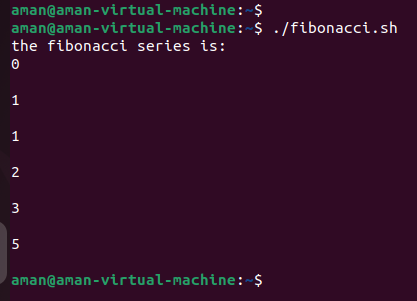 aman@aman-virtual-machine:~$
aman@aman-virtual-machine:~$ ./fibonacci.sh
the fibonacci series is:
0
1
1
2
3
5
aman@aman-virtual-machine:~$